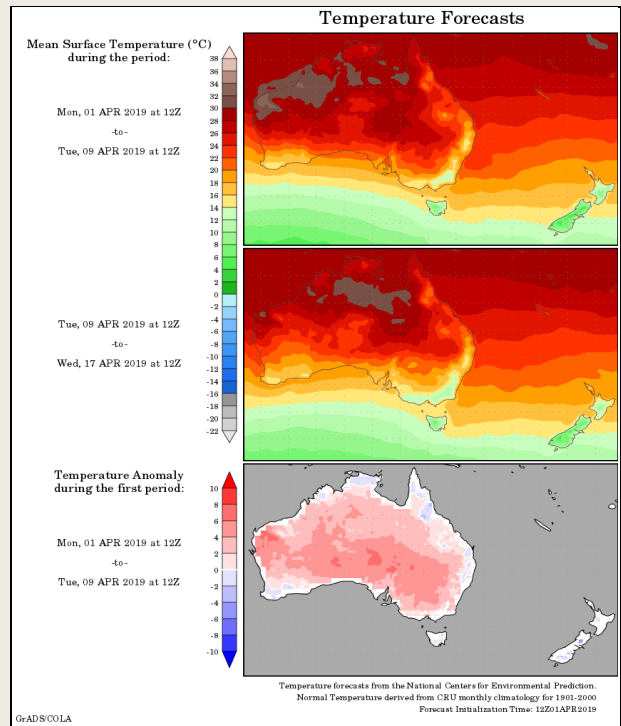 Temperature Forecasts
Mean Surface Temperature (°C)
during the period:
Mon, 01 APR 2019 at 12Z
-to-
Tue, 09 APR 2019 at 12Z
38
36
34
32
30
28
26
24
22
20
18
16
14
12
10
8
6
4
2
0
-2
-4
-6
-8
-10
-12
-14
-16
-17
-18
-20
-22
Tue, 09 APR 2019 at 12Z
-to-
Wed, 17 APR 2019 at 12Z
Temperature Anomaly
during the first period:
Mon, 01 APR 2019 at 12Z
-to-
Tue, 09 APR 2019 at 12Z
10
8
6
4
2
0
-2
-4
-6
-8
-10
Temperature forecasts from the National Centers for Environmental Prediction.
Normal Temperature derived from CRU monthly climatology for 1901-2000
Forecast Initialization Time: 12Z01APR2019
GrADS/COLA